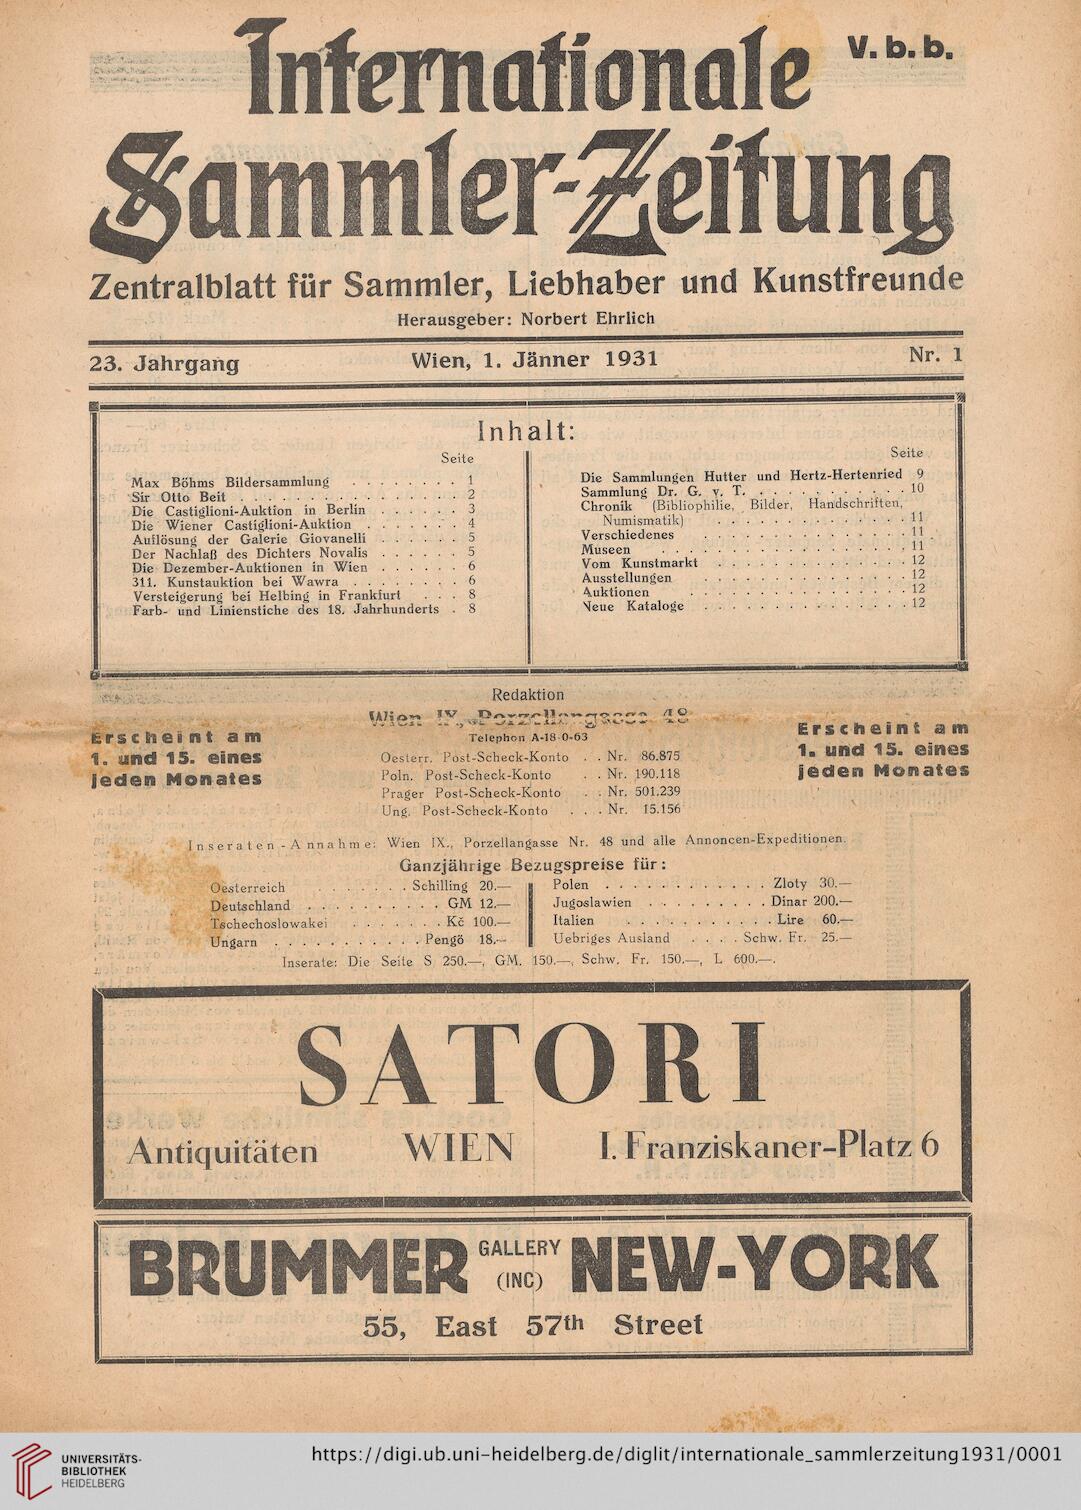 Internationale
V. b. b.
Sammler-Zeitung
Zentralblatt für Sammler, Liebhaber und Kunstfreunde
Herausgeber: Norbert Ehrlich
23. Jahrgang Wien, 1. Jänner 1931 Nr. 1
Inhalt:
Seite
Max Böhms Bildersammlung . . . . . . . . 1
Sir Otto Beit . . . . . . . . . . . . . 2
Die Castiglioni-Auktion in Berlin . . . . . . 3
Die Wiener Castiglioni-Auktion . . . . . . . 4
Auflösung der Galerie Giovanelli . . . . . . 5
Der Nachlaß des Dichters Novalis . . . . . . 5
Die Dezember-Auktionen in Wien . . . . . . 6
311. Kunstauktion bei Wawra . . . . . . . . 6
Versteigerung bei Helbing in Frankfurt . . . 8
Farb- und Linienstiche des 18. Jahrhunderts . 8
Seite
Die Sammlungen Hutter und Hertz-Hertenried 9
Sammlung Dr. G. v. T. . . . . . . . . . . 10
Chronik (Bibliophilie, Bilder, Handschriften,
Numismatik) . . . . . . . . . . . . . 11
Verschiedenes . . . . . . . . . . . . . . 11
Museen . . . . . . . . . . . . . . . . . 11
Vom Kunstmarkt . . . . . . . . . . . . . 12
Ausstellungen . . . . . . . . . . . . . . 12
Auktionen . . . . . . . . . . . . . . . . 12
Neue Kataloge . . . . . . . . . . . . . . 12
Redaktion
Wien IX., Porzellangasse 48
Telephon A-18-0-63
Erscheint am
1. und 15. eines
jeden Monates
Oesterr. Post-Scheck-Konto . . Nr. 86.875
Poln. Post-Scheck-Konto . . Nr. 190.118
Prager Post-Scheck-Konto . . Nr. 501.239
Ung. Post-Scheck-Konto . . . Nr. 15.156
Erscheint am
1. und 15. eines
jeden Monates
Inseraten-Annahme: Wien IX., Porzellangasse Nr. 48 und alle Annoncen-Expeditionen.
Ganzjährige Bezugspreise für:
Oesterreich . . . . . . . Schilling 20.—
Deutschland . . . . . . . . . . GM 12.—
Tschechoslowakei . . . . . . . Kč 100.—
Ungarn . . . . . . . . . . . Pengö 18.—
Polen . . . . . . . . . . . . Zloty 30.—
Jugoslawien . . . . . . . . . Dinar 200.—
Italien . . . . . . . . . . . Lire 60.—
Uebriges Ausland . . . . Schw. Fr. 25.—
Inserate: Die Seite S 250.—, GM. 150.—, Schw. Fr. 150.—, L 600.—.
SATORI
Antiquitäten WIEN I. Franziskaner-Platz 6
BRUMMER GALLERY (INC) NEW-YORK
55, East 57th Street
UNIVERSITÄTS-
BIBLIOTHEK
HEIDELBERG
https://digi.ub.uni-heidelberg.de/diglit/internationale_sammlerzeitung1931/0001